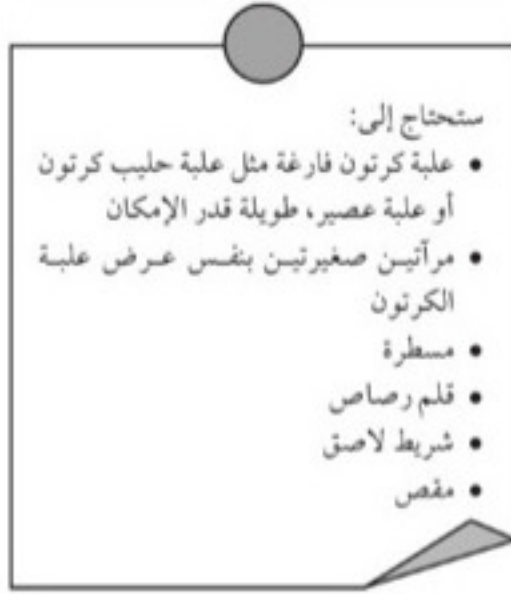 ستحتاج إلى:
• علبة كرتون فارغة مثل علبة حليب كرتون
أو علبة عصير، طويلة قدر الإمكان
• مرآتين صغيرتين بنفس عرض علبة
الكرتون
• مسطرة
• قلم رصاص
• شريط لاصق
• مقص